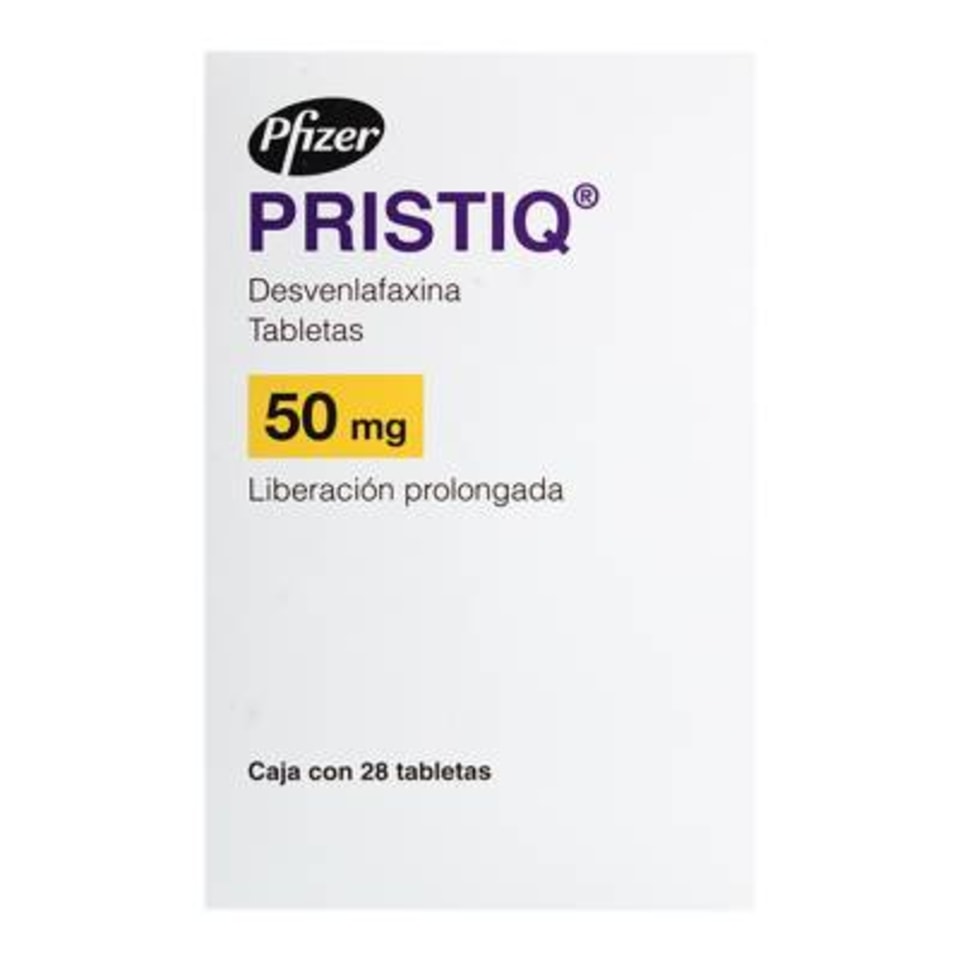 Pfizer
PRISTIQ®
Desvenlafaxina
Tabletas
50 mg
Liberación prolongada
Caja con 28 tabletas